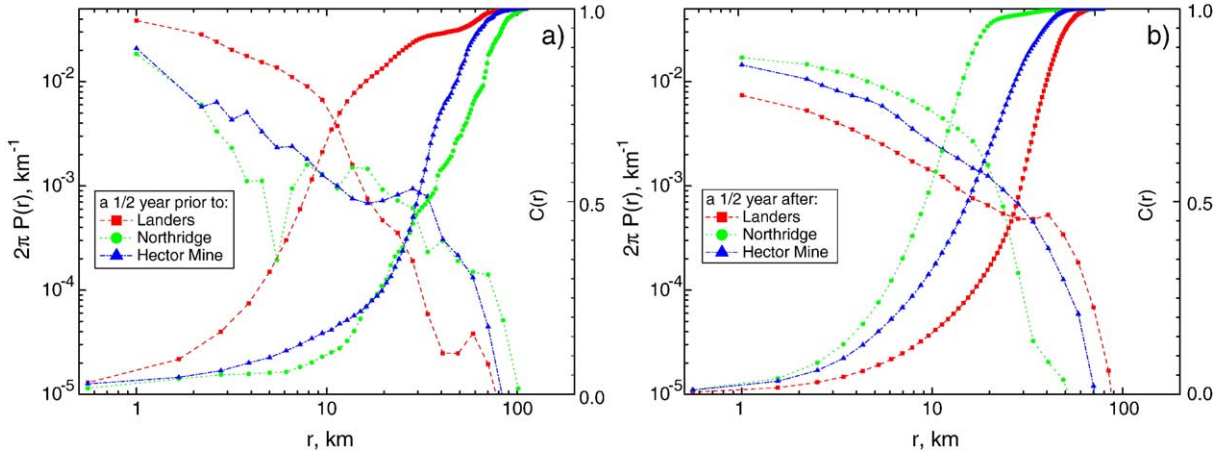 a)
2π P(r), km⁻¹
10⁻²
10⁻³
10⁻⁴
10⁻⁵
1.0
0.5
0.0
C(r)
a 1/2 year prior to:
Landers
Northridge
Hector Mine
1 10 100
r, km
b)
2π P(r), km⁻¹
10⁻²
10⁻³
10⁻⁴
10⁻⁵
1.0
0.5
0.0
C(r)
a 1/2 year after:
Landers
Northridge
Hector Mine
1 10 100
r, km